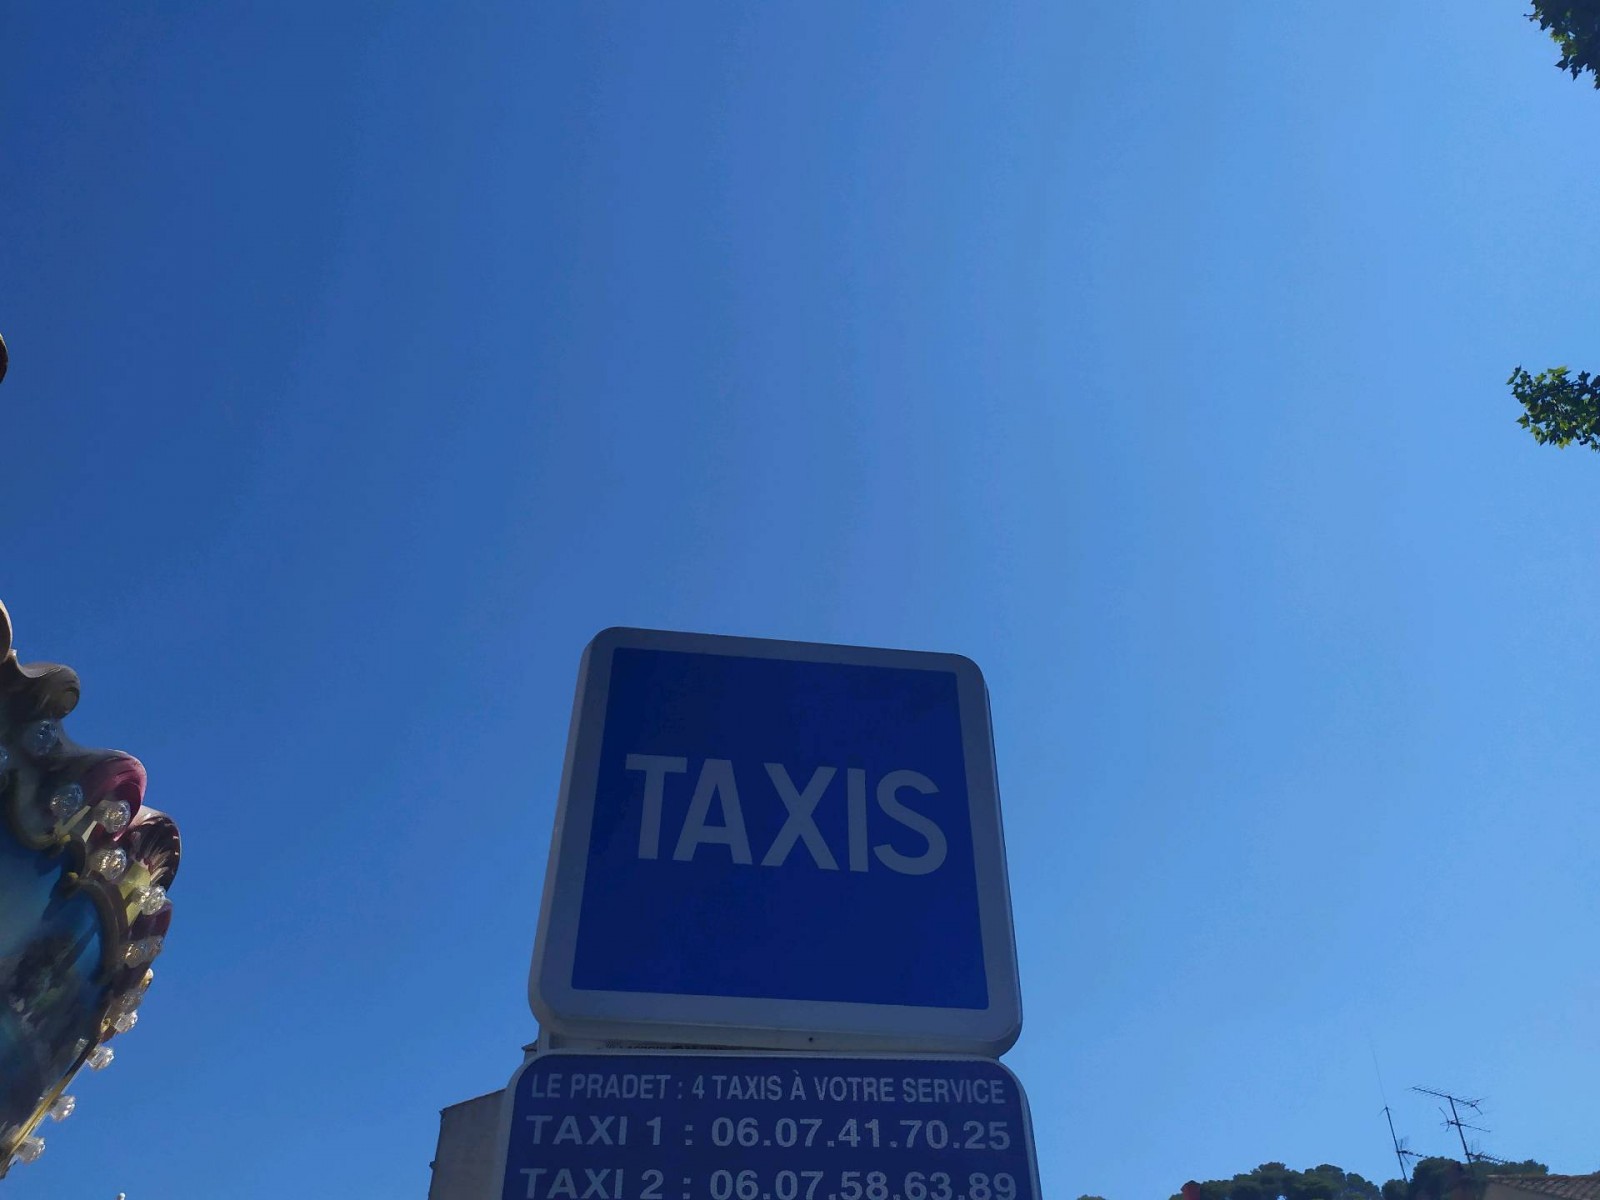 TAXIS
LE PRADET : 4 TAXIS À VOTRE SERVICE
TAXI 1 : 06.07.41.70.25
TAXI 2 : 06.07.58.63.89